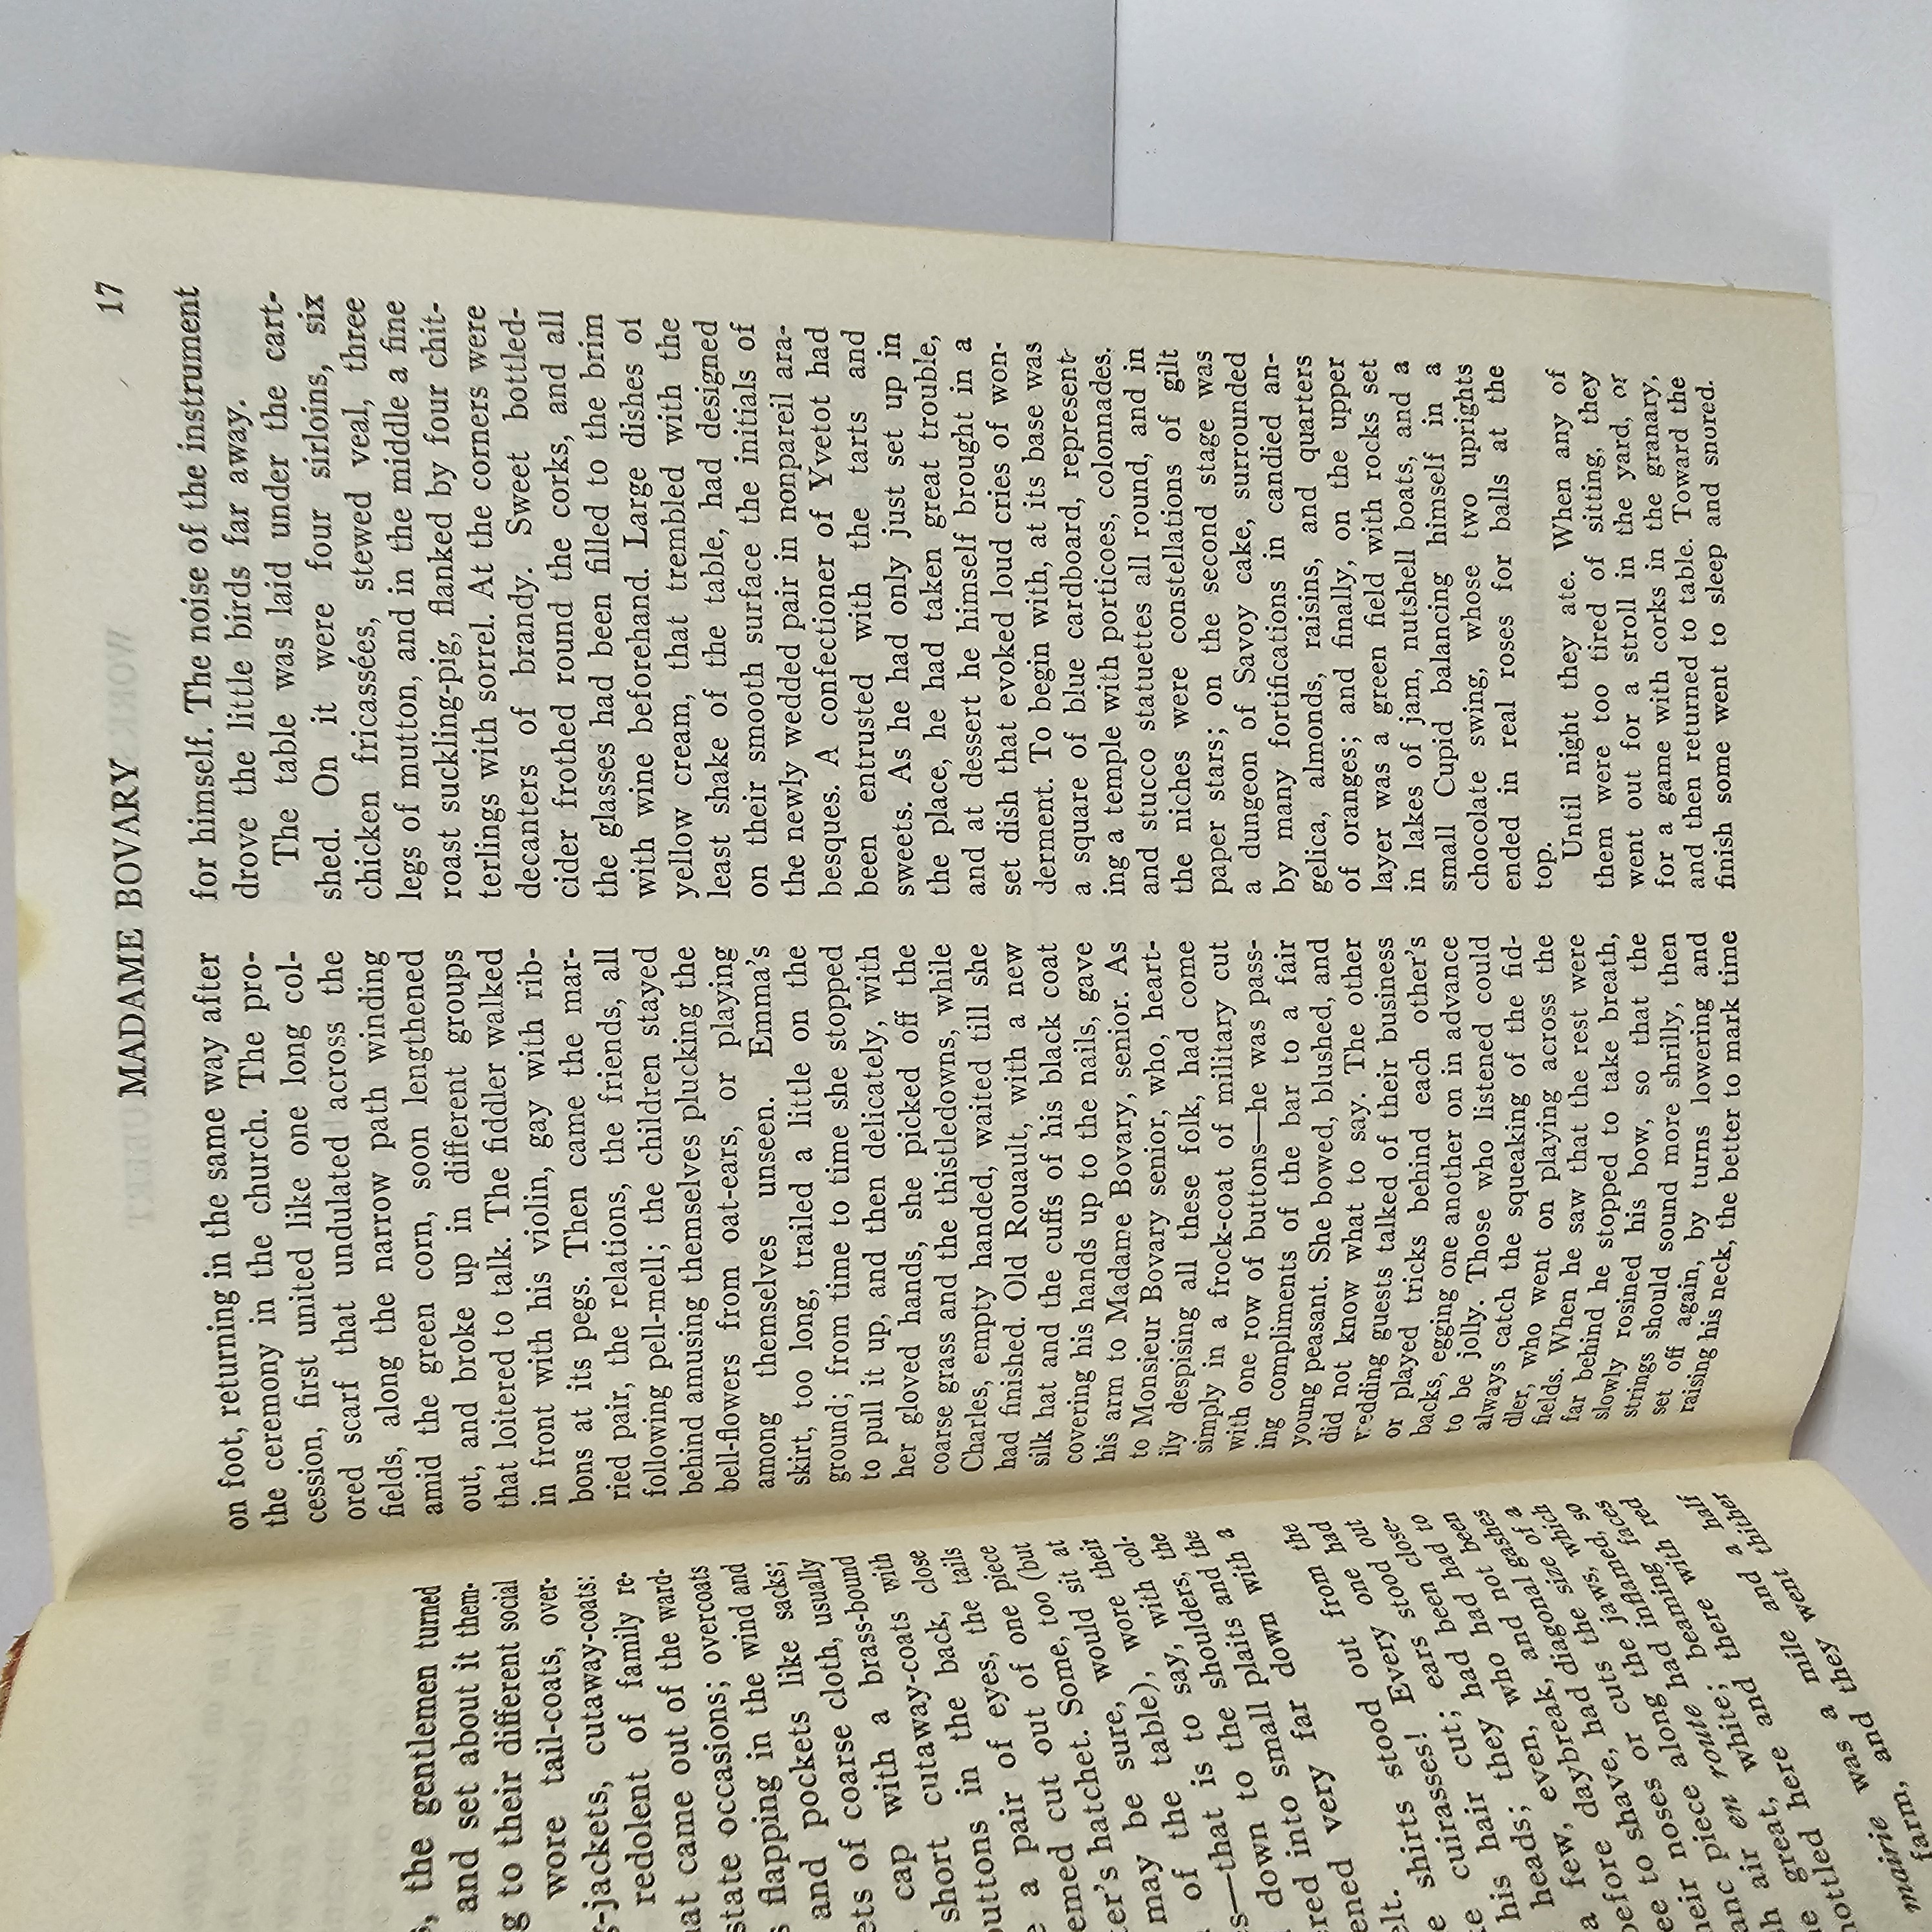 s, the gentlemen turned
and set about it them-
g to their different social
wore tail-coats, over-
g-jackets, cutaway-coats:
redolent of family re-
hat came out of the ward-
state occasions; overcoats
s flapping in the wind and
and pockets like sacks;
ets of coarse cloth, usually
cap with a brass-bound
short cutaway-coats with
buttons in the back, close
e a pair of eyes, the tails
emed cut out of one piece
ter's hatchet. Some, too (but
may be sure, would sit at
of the table), wore their
es—that is to say, with col-
down to the shoulders, the
ered into small plaits and the
ened very far down with a
elt.
e shirts stood out from the
ke cuirasses! Every one had
his hair cut; ears stood out
heads; they had been close-
a few, even, who had had to
before daybreak, and not been
ee to shave, had diagonal gashes
heir noses or cuts the size of a
anc piece along the jaws, which
sh air en route had inflamed, so
e great, white; beaming faces
mottled here and there with red
mairie was a mile and a half
farm, and they went thither
MADAME BOVARY
17
on foot, returning in the same way after
the ceremony in the church. The pro-
cession, first united like one long col-
ored scarf that undulated across the
fields, along the narrow path winding
amid the green corn, soon lengthened
out, and broke up in different groups
that loitered to talk. The fiddler walked
in front with his violin, gay with rib-
bons at its pegs. Then came the mar-
ried pair, the relations, the friends, all
following pell-mell; the children stayed
behind amusing themselves plucking the
bell-flowers from oat-ears, or playing
among themselves unseen. Emma's
skirt, too long, trailed a little on the
ground; from time to time she stopped
to pull it up, and then delicately, with
her gloved hands, she picked off the
coarse grass and the thistledowns, while
Charles, empty handed, waited till she
had finished. Old Rouault, with a new
silk hat and the cuffs of his black coat
covering his hands up to the nails, gave
his arm to Madame Bovary, senior. As
to Monsieur Bovary senior, who, heart-
ily despising all these folk, had come
simply in a frock-coat of military cut
with one row of buttons—he was pass-
ing compliments of the bar to a fair
young peasant. She bowed, blushed, and
did not know what to say. The other
wedding guests talked of their business
or played tricks behind each other's
backs, egging one another on in advance
to be jolly. Those who listened could
always catch the squeaking of the fid-
dler, who went on playing across the
fields. When he saw that the rest were
far behind he stopped to take breath,
slowly rosined his bow, so that the
strings should sound more shrilly, then
set off again, by turns lowering and
raising his neck, the better to mark time
for himself. The noise of the instrument
drove the little birds far away.
The table was laid under the cart-
shed. On it were four sirloins, six
chicken fricassées, stewed veal, three
legs of mutton, and in the middle a fine
roast suckling-pig, flanked by four chit-
terlings with sorrel. At the corners were
decanters of brandy. Sweet bottled-
cider frothed round the corks, and all
the glasses had been filled to the brim
with wine beforehand. Large dishes of
yellow cream, that trembled with the
least shake of the table, had designed
on their smooth surface the initials of
the newly wedded pair in nonpareil ara-
besques. A confectioner of Yvetot had
been entrusted with the tarts and
sweets. As he had only just set up in
the place, he had taken great trouble,
and at dessert he himself brought in a
set dish that evoked loud cries of won-
derment. To begin with, at its base was
a square of blue cardboard, represent-
ing a temple with porticoes, colonnades.
and stucco statuettes all round, and in
the niches were constellations of gilt
paper stars; on the second stage was
a dungeon of Savoy cake, surrounded
by many fortifications in candied an-
gelica, almonds, raisins, and quarters
of oranges; and finally, on the upper
layer was a green field with rocks set
in lakes of jam, nutshell boats, and a
small Cupid balancing himself in a
chocolate swing, whose two uprights
ended in real roses for balls at the
top.
Until night they ate. When any of
them were too tired of sitting, they
went out for a stroll in the yard, or
for a game with corks in the granary,
and then returned to table. Toward the
finish some went to sleep and snored.